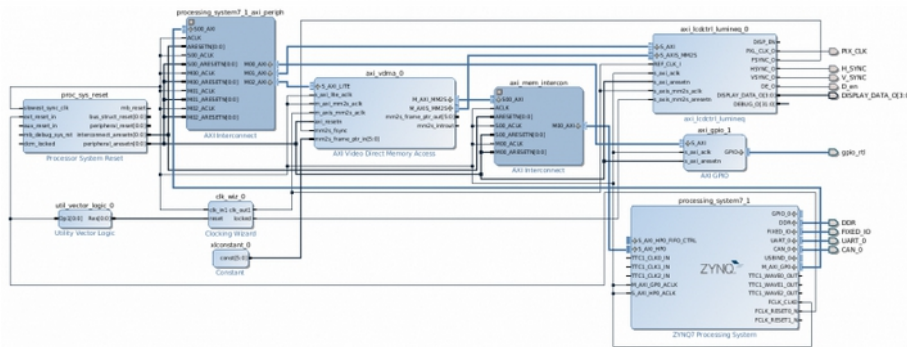 processing_system7_1_axi_periph
S00_AXI
ACLK
ARESETN[0:0]
S00_ACLK
S00_ARESETN[0:0]
M00_ACLK
M00_ARESETN[0:0]
M01_ACLK
M01_ARESETN[0:0]
M02_ACLK
M02_ARESETN[0:0]
M00_AXI
M01_AXI
M02_AXI
AXI Interconnect
proc_sys_reset
slowest_sync_clk
ext_reset_in
aux_reset_in
mb_debug_sys_rst
dcm_locked
mb_reset
bus_struct_reset[0:0]
peripheral_reset[0:0]
interconnect_aresetn[0:0]
peripheral_aresetn[0:0]
Processor System Reset
axi_vdma_0
S_AXI_LITE
s_axi_lite_aclk
m_axi_mm2s_aclk
m_axis_mm2s_aclk
axi_resetn
mm2s_fsync
mm2s_frame_ptr_in[5:0]
M_AXI_MM2S
M_AXIS_MM2S
mm2s_frame_ptr_out[5:0]
mm2s_introut
AXI Video Direct Memory Access
axi_mem_intercon
S00_AXI
ACLK
ARESETN[0:0]
S00_ACLK
S00_ARESETN[0:0]
M00_ACLK
M00_ARESETN[0:0]
M00_AXI
AXI Interconnect
axi_lcdctrl_lumineq_0
S_AXI
S_AXIS_MM2S
REF_CLK_I
s_axi_aclk
s_axi_aresetn
s_axis_mm2s_aclk
s_axis_mm2s_aresetn
DISP_EN
PXL_CLK_O
FSYNC_O
HSYNC_O
VSYNC_O
DE_O
DISPLAY_DATA_O[3:0]
DEBUG_O[3:0]
axi_lcdctrl_lumineq
PIX_CLK
H_SYNC
V_SYNC
D_en
axi_gpio_1
S_AXI
s_axi_aclk
s_axi_aresetn
GPIO
AXI GPIO
gpio_rtl
util_vector_logic_0
Op1[0:0]
Res[0:0]
Utility Vector Logic
clk_wiz_0
clk_in1
clk_out1
reset
locked
Clocking Wizard
xlconstant_0
const[5:0]
Constant
processing_system7_1
S_AXI_HP0_FIFO_CTRL
S_AXI_HP0
TTC1_CLK0_IN
TTC1_CLK1_IN
TTC1_CLK2_IN
M_AXI_GP0_ACLK
S_AXI_HP0_ACLK
ZYNQ
GPIO_0
DDR
FIXED_IO
UART_0
CAN_0
USBIND_0
M_AXI_GP0
TTC1_WAVE0_OUT
TTC1_WAVE1_OUT
TTC1_WAVE2_OUT
FCLK_CLK0
FCLK_RESET0_N
FCLK_RESET1_N
ZYNQ7 Processing System
DDR
FIXED_IO
UART_0
CAN_0